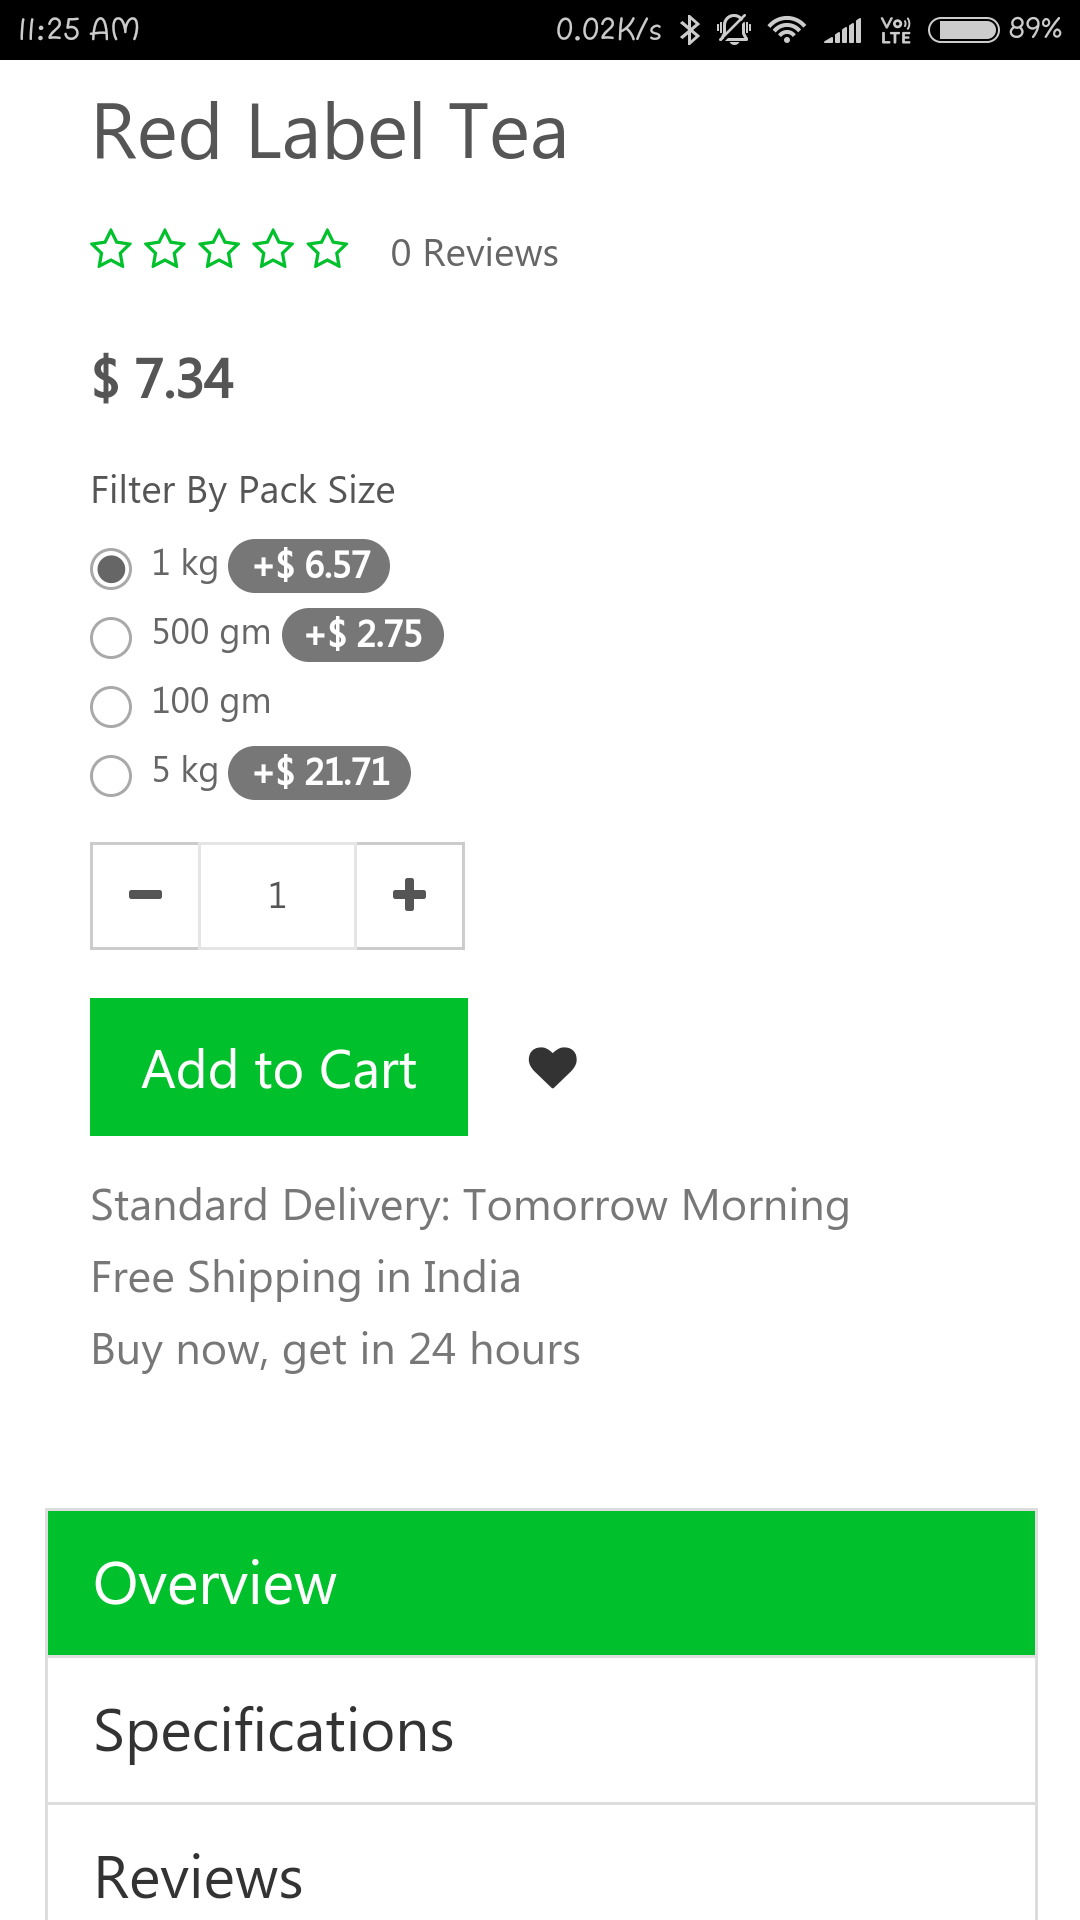 11:25 AM 0.02K/s VoLTE 89%
Red Label Tea
0 Reviews
$ 7.34
Filter By Pack Size
1 kg +$ 6.57
500 gm +$ 2.75
100 gm
5 kg +$ 21.71
1
Add to Cart
Standard Delivery: Tomorrow Morning
Free Shipping in India
Buy now, get in 24 hours
Overview
Specifications
Reviews